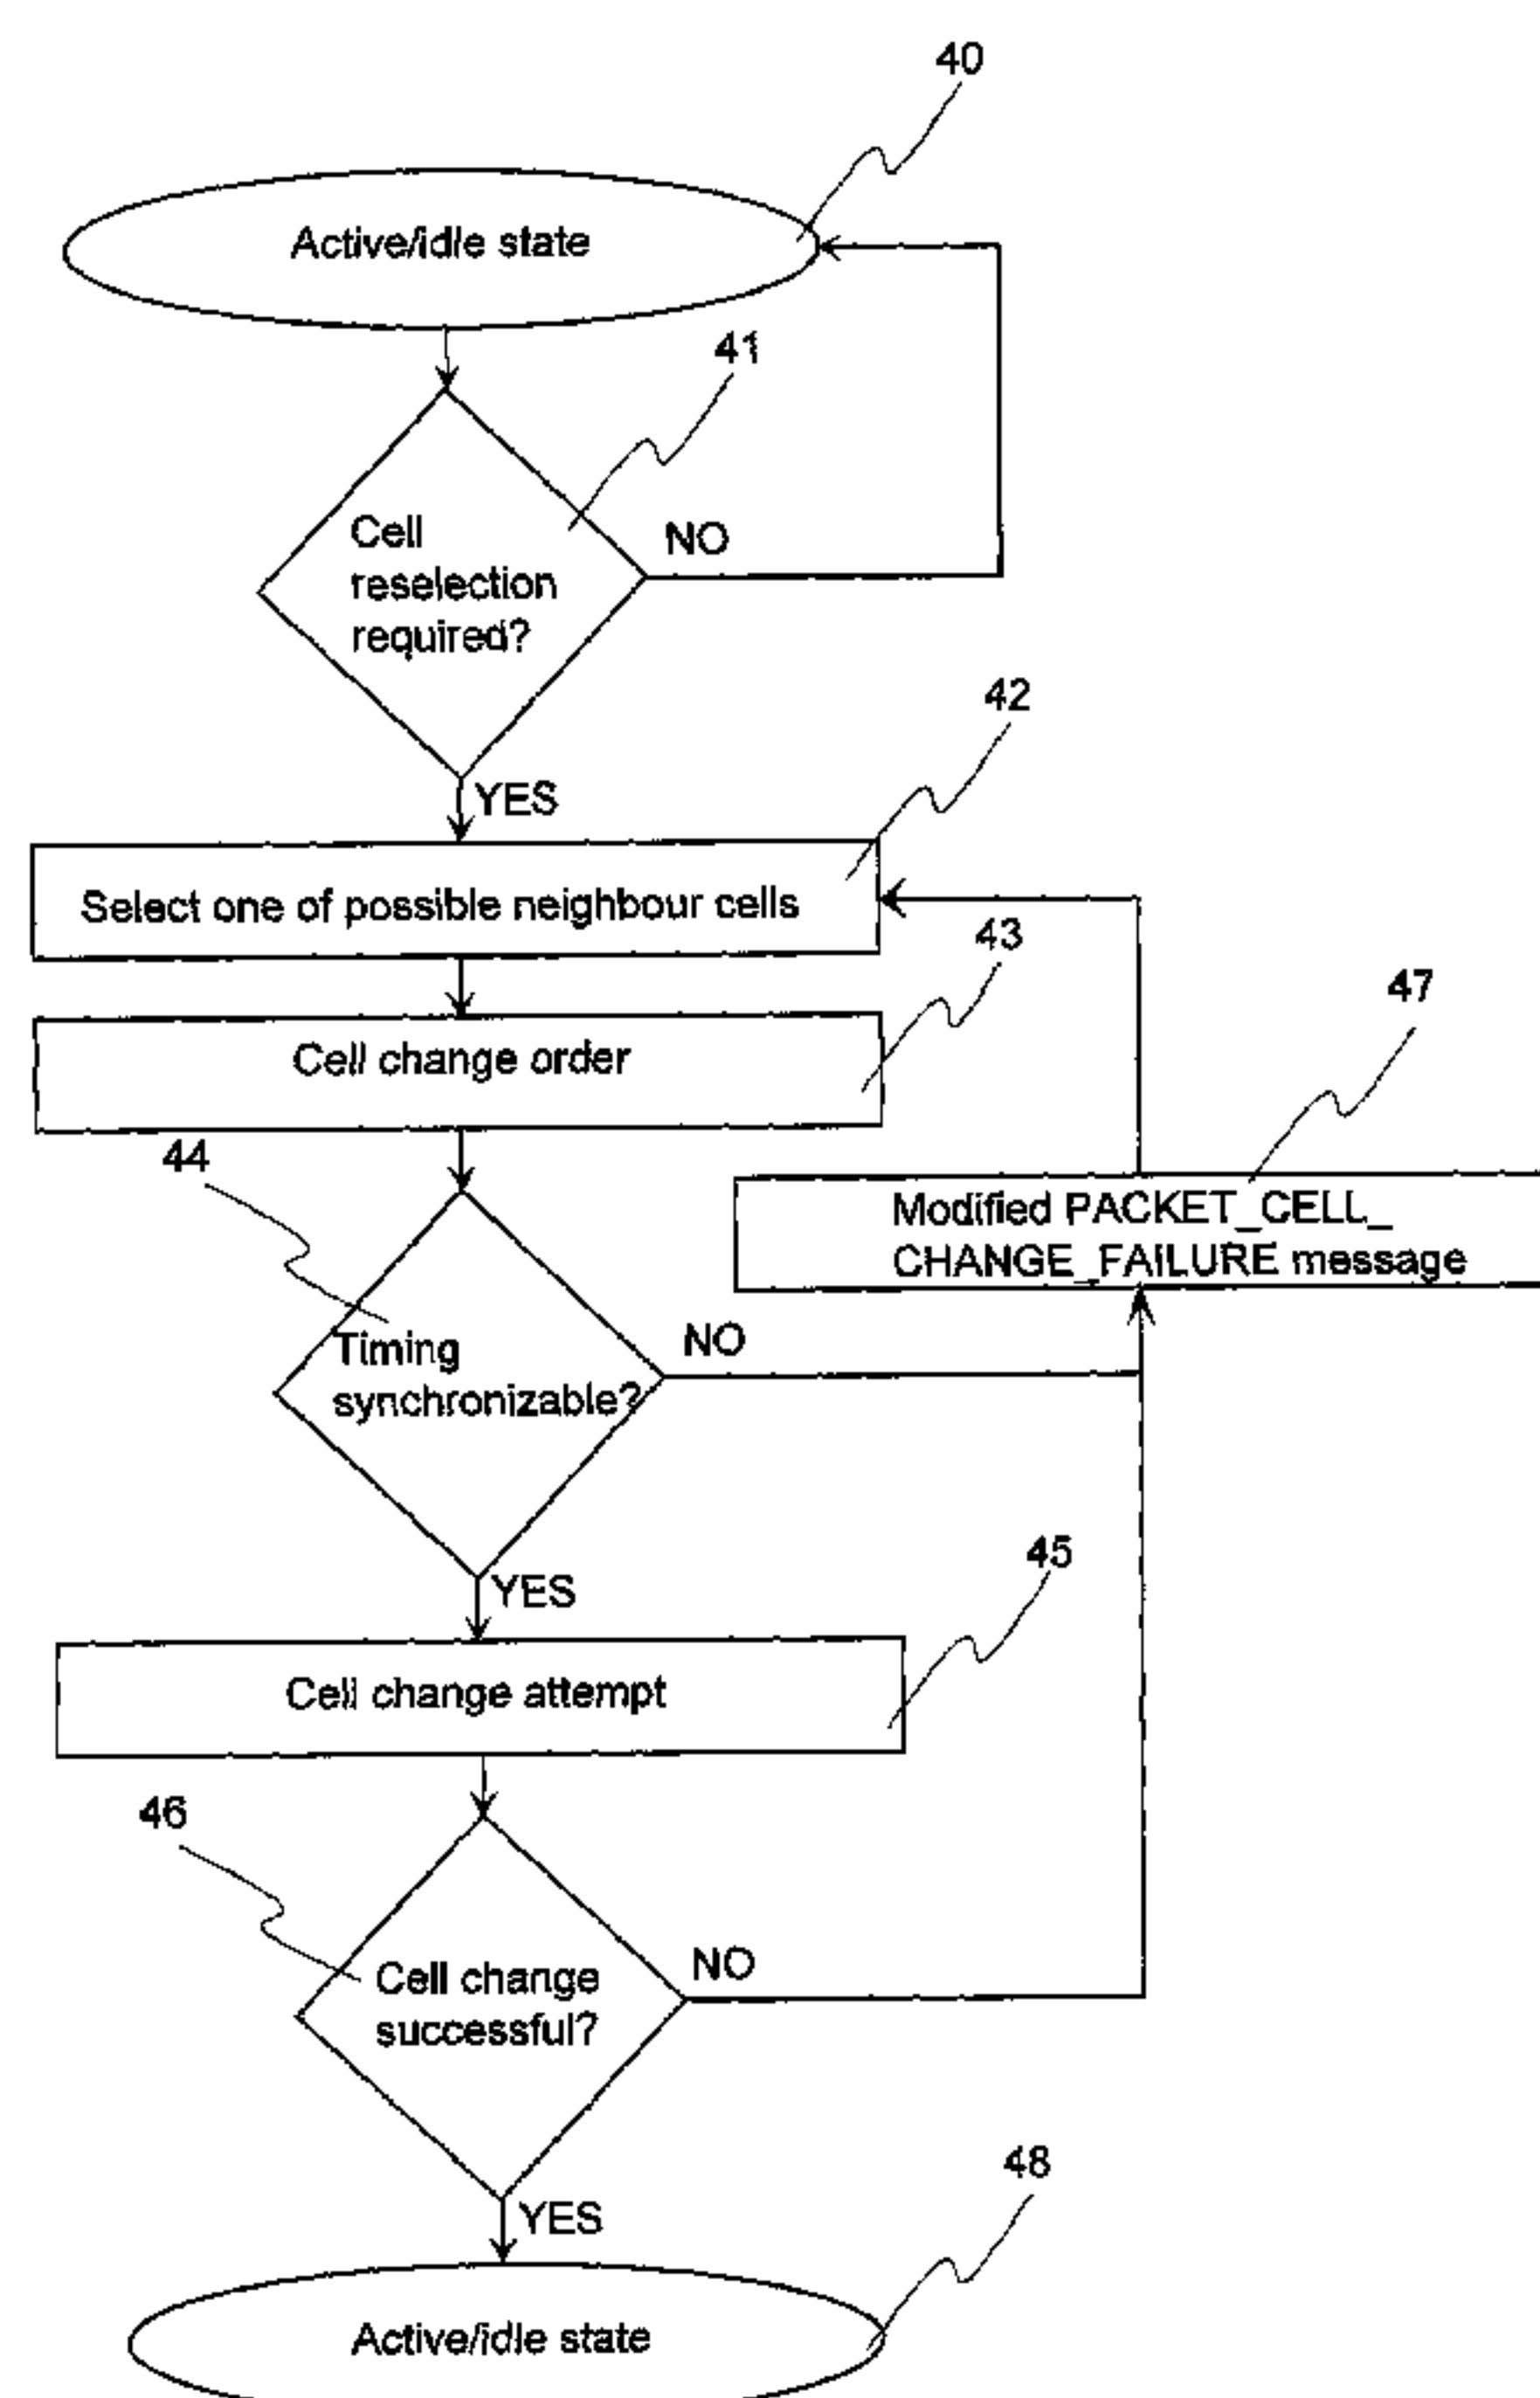 40
Active/idle state
41
Cell
reselection
required?
NO
YES
42
Select one of possible neighbour cells
43
Cell change order
47
44
Modified PACKET_CELL_
CHANGE_FAILURE message
Timing
synchronizable?
NO
YES
45
Cell change attempt
46
Cell change
successful?
NO
YES
48
Active/idle state